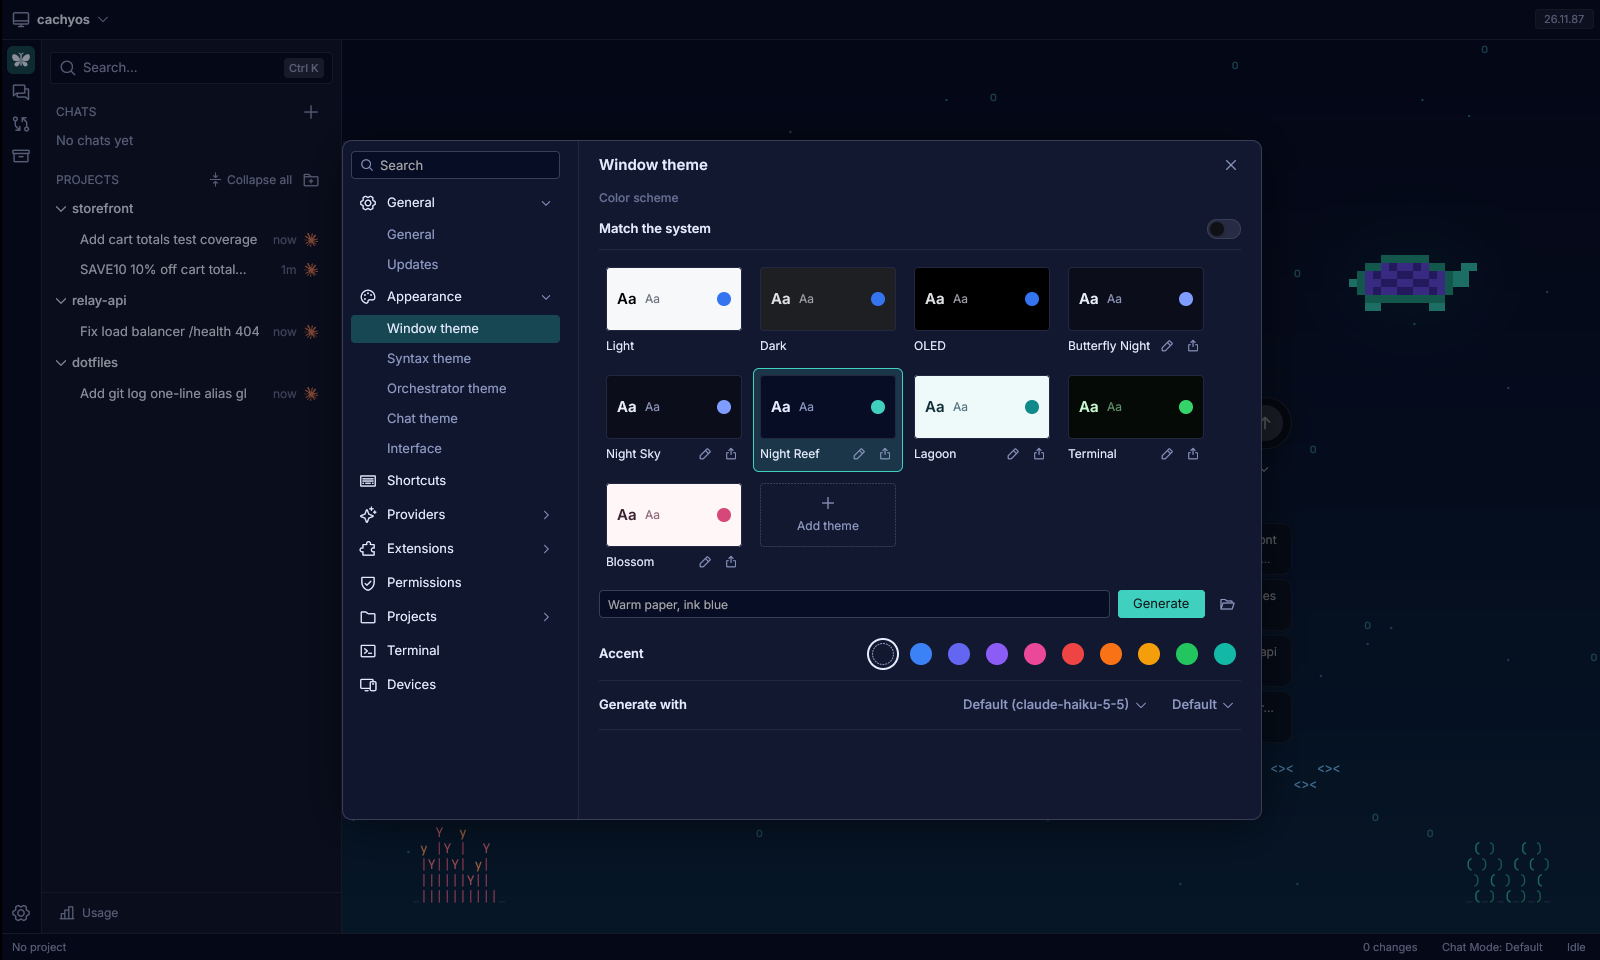 cachyos
26.11.87
Search...
Ctrl K
CHATS
No chats yet
PROJECTS
Collapse all
storefront
Add cart totals test coverage now
SAVE10 10% off cart total... 1m
relay-api
Fix load balancer /health 404 now
dotfiles
Add git log one-line alias gl now
Usage
No project
Search
General
General
Updates
Appearance
Window theme
Syntax theme
Orchestrator theme
Chat theme
Interface
Shortcuts
Providers
Extensions
Permissions
Projects
Terminal
Devices
Window theme
Color scheme
Match the system
Aa Aa
Light
Aa Aa
Dark
Aa Aa
OLED
Aa Aa
Butterfly Night
Aa Aa
Night Sky
Aa Aa
Night Reef
Aa Aa
Lagoon
Aa Aa
Terminal
Aa Aa
Blossom
Add theme
Warm paper, ink blue
Generate
Accent
Generate with
Default (claude-haiku-5-5)
Default
0 changes
Chat Mode: Default
Idle